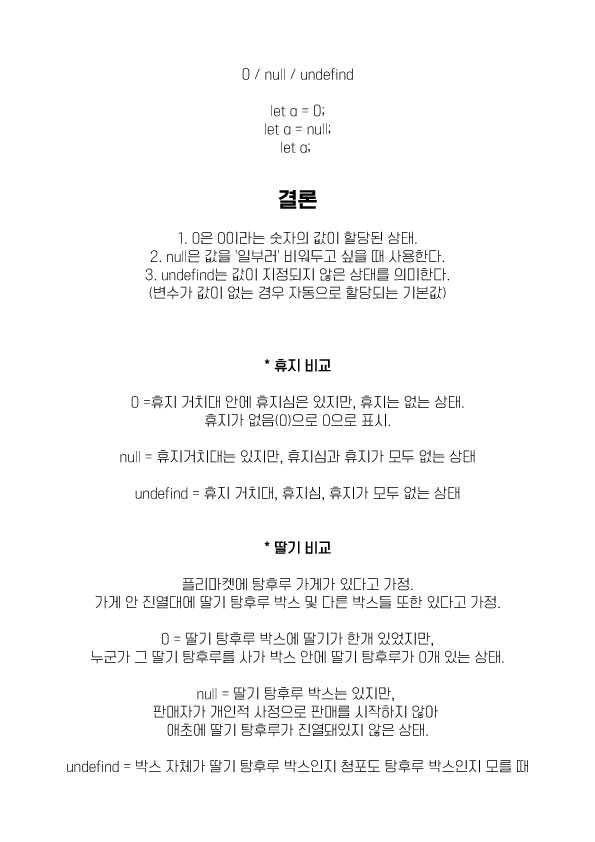 0 / null / undefind
let a = 0;
let a = null;
let a;
결론
1. 0은 0이라는 숫자의 값이 할당된 상태.
2. null은 값을 '일부러' 비워두고 싶을 때 사용한다.
3. undefind는 값이 지정되지 않은 상태를 의미한다.
(변수가 값이 없는 경우 자동으로 할당되는 기본값)
* 휴지 비교
0 =휴지 거치대 안에 휴지심은 있지만, 휴지는 없는 상태.
휴지가 없음(0)으로 0으로 표시.
null = 휴지거치대는 있지만, 휴지심과 휴지가 모두 없는 상태
undefind = 휴지 거치대, 휴지심, 휴지가 모두 없는 상태
* 딸기 비교
플리마켓에 탕후루 가게가 있다고 가정.
가게 안 진열대에 딸기 탕후루 박스 및 다른 박스들 또한 있다고 가정.
0 = 딸기 탕후루 박스에 딸기가 한개 있었지만,
누군가 그 딸기 탕후루를 사가 박스 안에 딸기 탕후루가 0개 있는 상태.
null = 딸기 탕후루 박스는 있지만,
판매자가 개인적 사정으로 판매를 시작하지 않아
애초에 딸기 탕후루가 진열돼있지 않은 상태.
undefind = 박스 자체가 딸기 탕후루 박스인지 청포도 탕후루 박스인지 모를 때